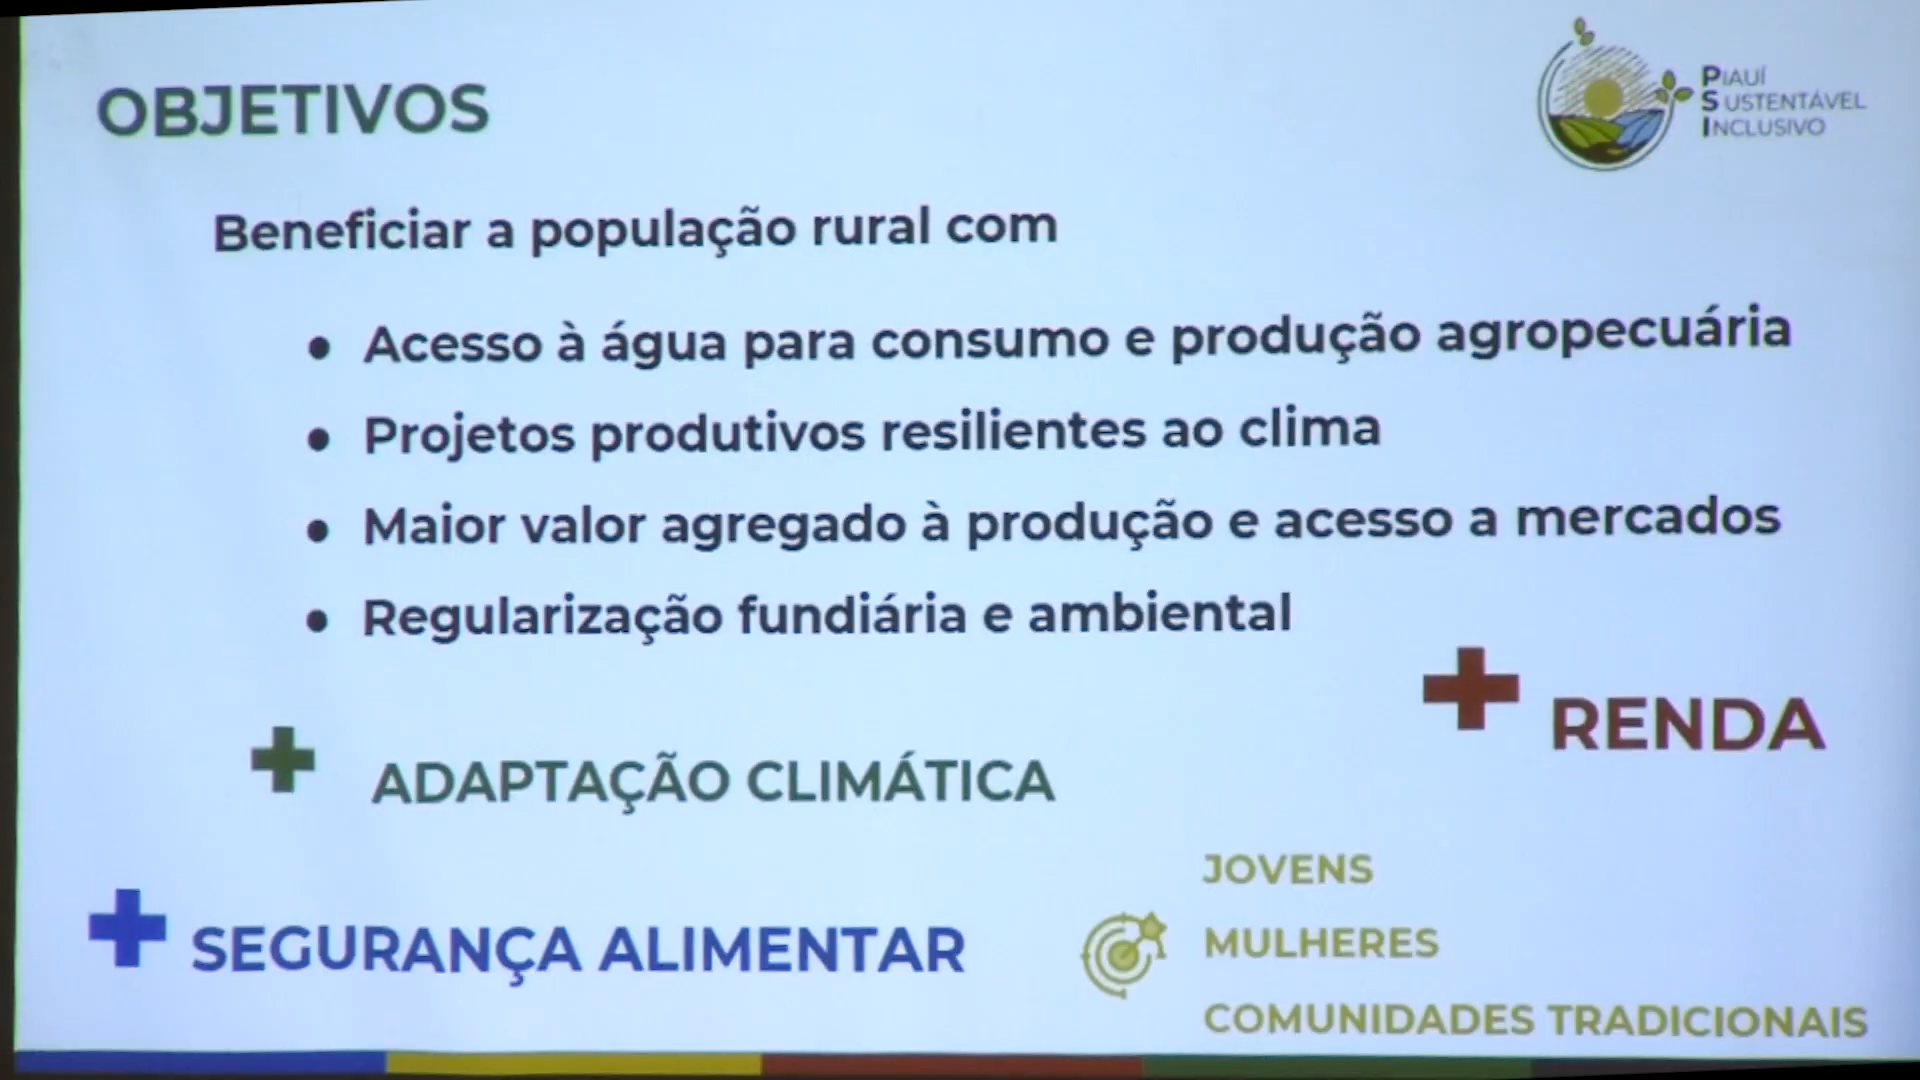 OBJETIVOS
PIAUÍ
SUSTENTÁVEL
INCLUSIVO
Beneficiar a população rural com
• Acesso à água para consumo e produção agropecuária
• Projetos produtivos resilientes ao clima
• Maior valor agregado à produção e acesso a mercados
• Regularização fundiária e ambiental
+ RENDA
+ ADAPTAÇÃO CLIMÁTICA
+ SEGURANÇA ALIMENTAR
JOVENS
MULHERES
COMUNIDADES TRADICIONAIS